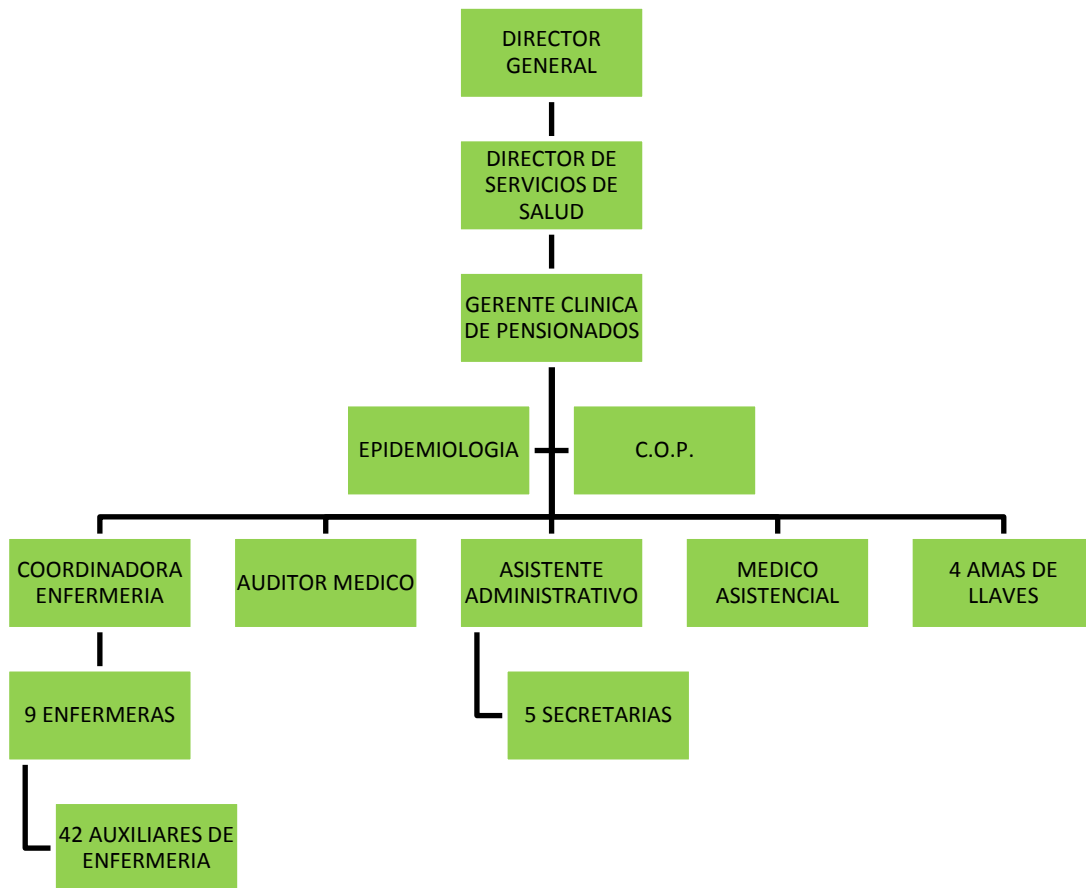 DIRECTOR
GENERAL
DIRECTOR DE
SERVICIOS DE
SALUD
GERENTE CLINICA
DE PENSIONADOS
EPIDEMIOLOGIA
C.O.P.
COORDINADORA
ENFERMERIA
AUDITOR MEDICO
ASISTENTE
ADMINISTRATIVO
MEDICO
ASISTENCIAL
4 AMAS DE
LLAVES
9 ENFERMERAS
5 SECRETARIAS
42 AUXILIARES DE
ENFERMERIA